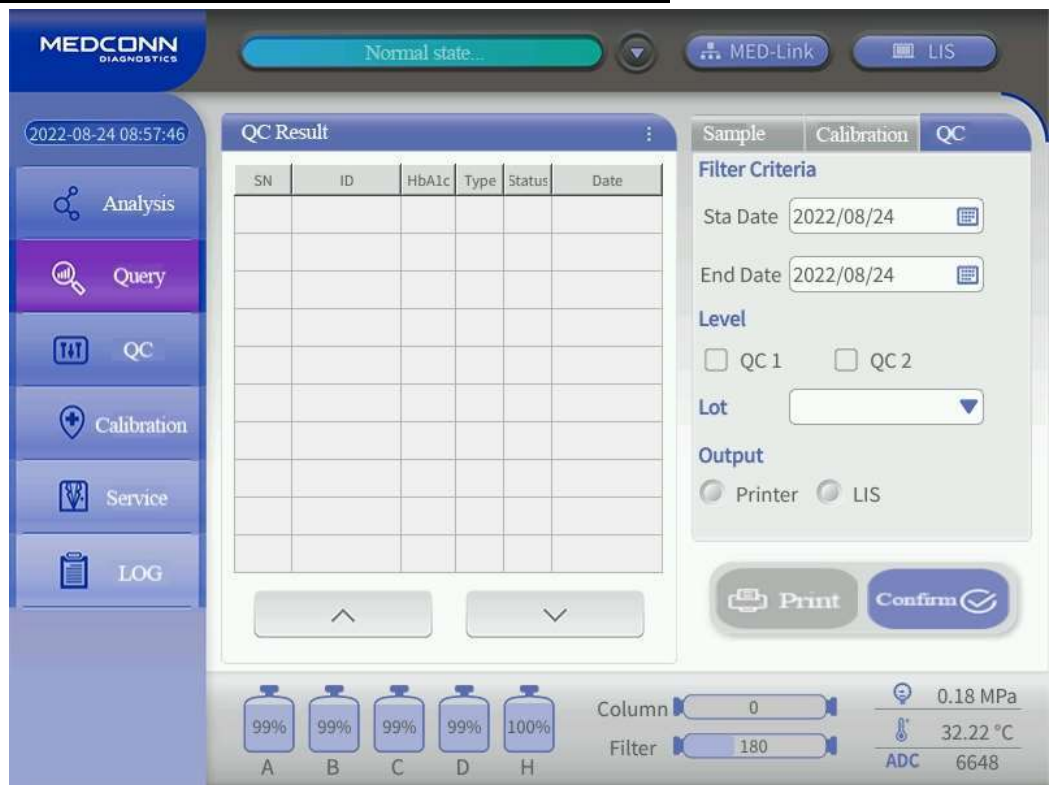 MEDCONN
DIAGNOSTICS
Normal state...
MED-Link
LIS
2022-08-24 08:57:46
Analysis
Query
QC
Calibration
Service
LOG
QC Result
SN ID HbA1c Type Status Date
Sample Calibration QC
Filter Criteria
Sta Date 2022/08/24
End Date 2022/08/24
Level
QC 1 QC 2
Lot
Output
Printer LIS
Print Confirm
99% 99% 99% 99% 100%
A B C D H
Column 0
Filter 180
0.18 MPa
32.22 °C
ADC 6648